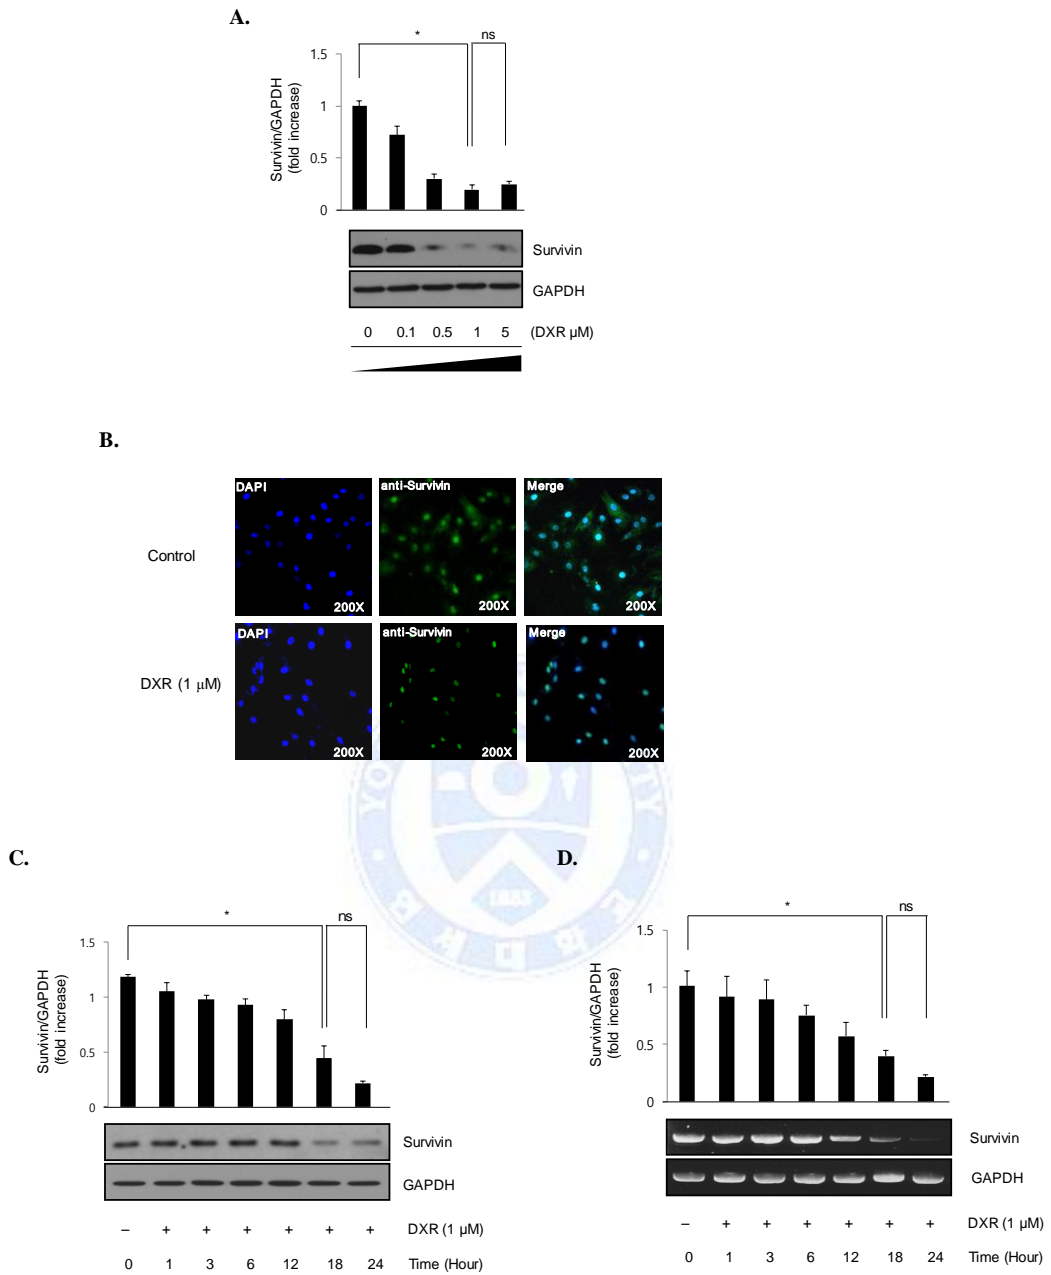 A.
* ns
1.5
1
0.5
0
Survivin/GAPDH
(fold increase)
Survivin
GAPDH
0 0.1 0.5 1 5 (DXR µM)
B.
DAPI anti-Survivin Merge
Control
200X 200X 200X
DAPI anti-Survivin Merge
DXR (1 µM)
200X 200X 200X
C.
* ns
1.5
1
0.5
0
Survivin/GAPDH
(fold increase)
Survivin
GAPDH
– + + + + + + DXR (1 µM)
0 1 3 6 12 18 24 Time (Hour)
D.
* ns
1.5
1
0.5
0
Survivin/GAPDH
(fold increase)
Survivin
GAPDH
– + + + + + + DXR (1 µM)
0 1 3 6 12 18 24 Time (Hour)
1885